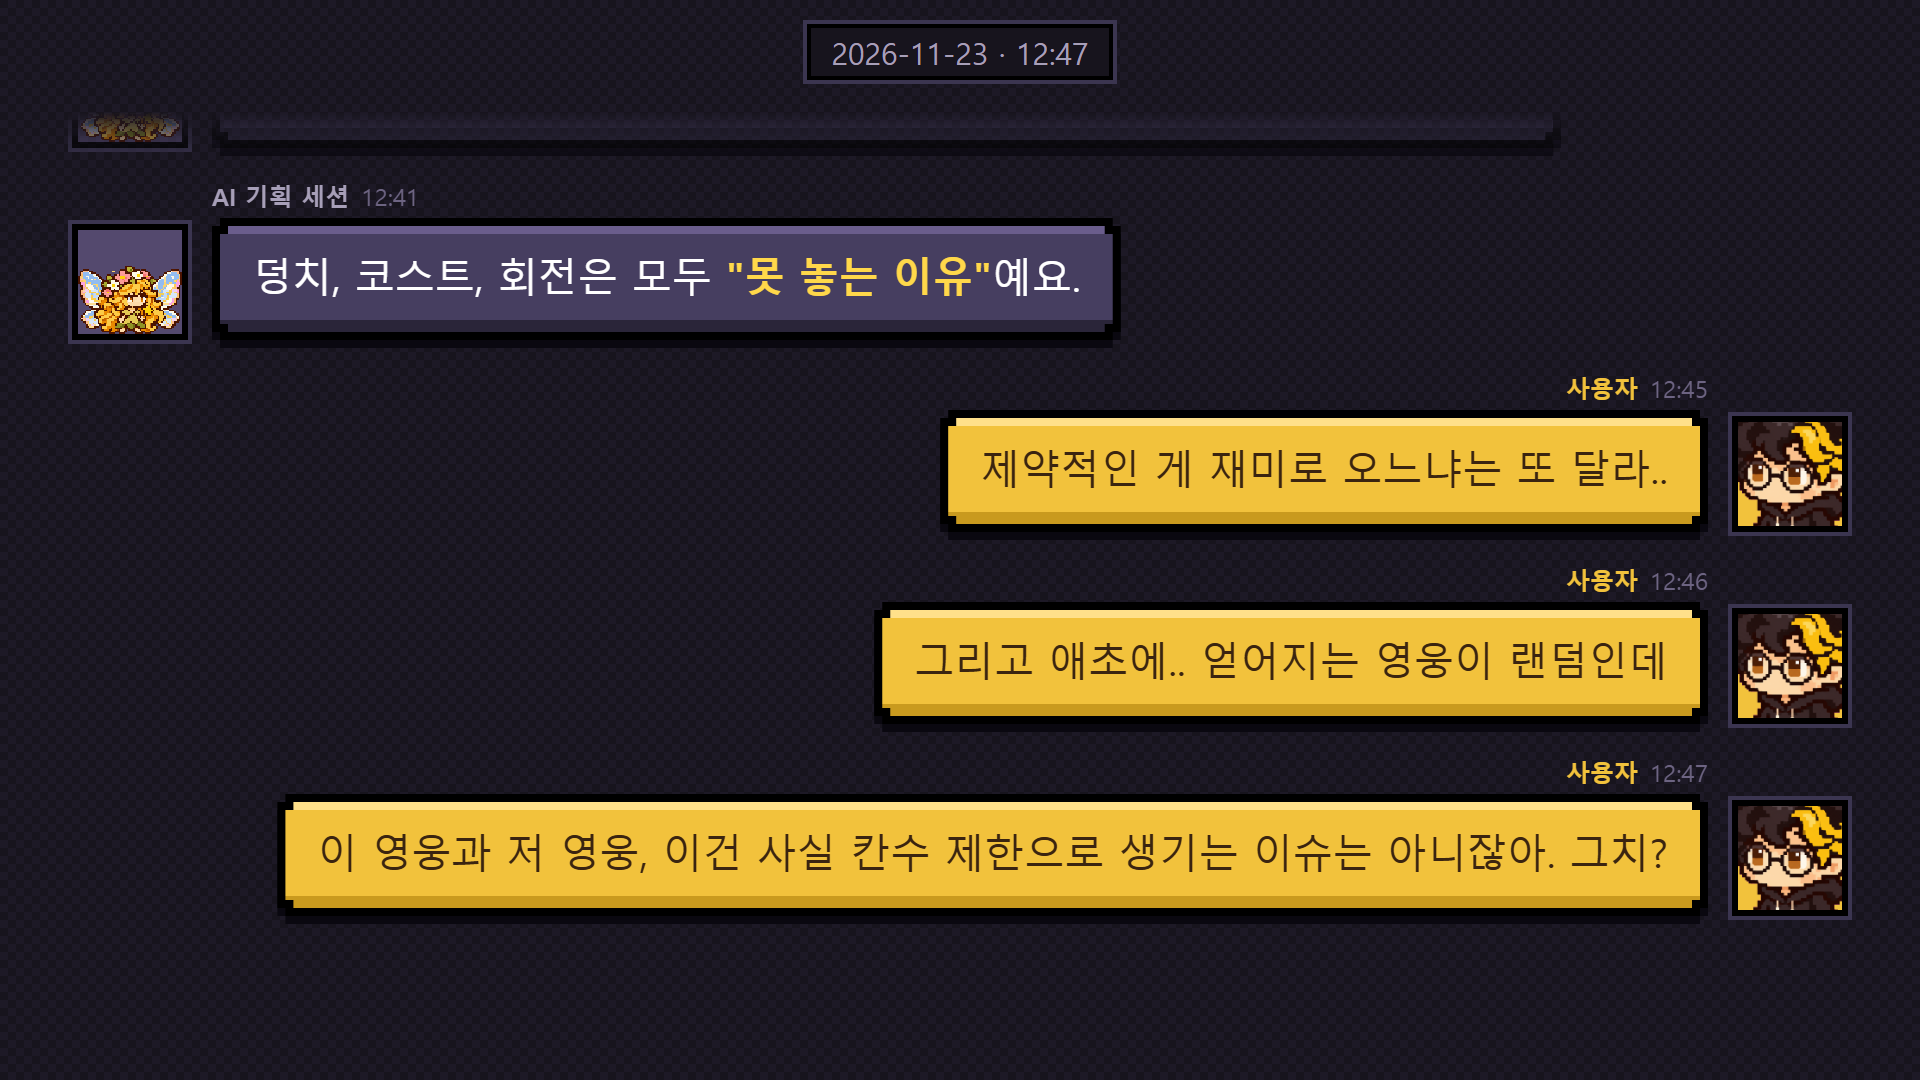 2026-11-23 · 12:47
AI 기획 세션 12:41
덩치, 코스트, 회전은 모두 "못 놓는 이유"예요.
사용자 12:45
제약적인 게 재미로 오느냐는 또 달라..
사용자 12:46
그리고 애초에.. 얻어지는 영웅이 랜덤인데
사용자 12:47
이 영웅과 저 영웅, 이건 사실 칸수 제한으로 생기는 이슈는 아니잖아. 그치?